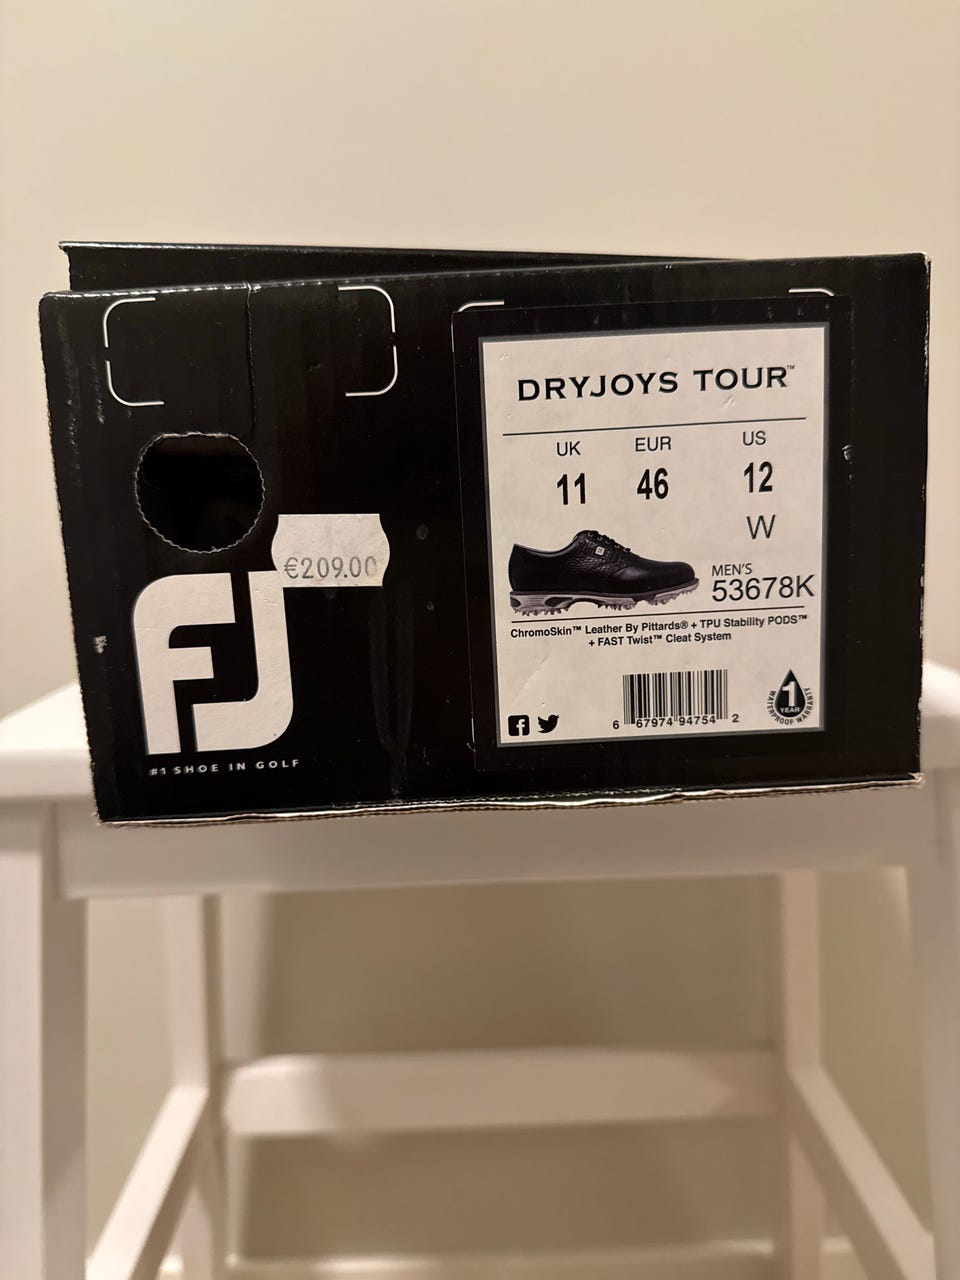 €209.00
FJ
#1 SHOE IN GOLF
DRYJOYS TOUR™
UK EUR US
11 46 12
W
MEN'S
53678K
ChromoSkin™ Leather By Pittards® + TPU Stability PODS™
+ FAST Twist™ Cleat System
6 67974 94754 2
1
YEAR
WATERPROOF WARRANTY